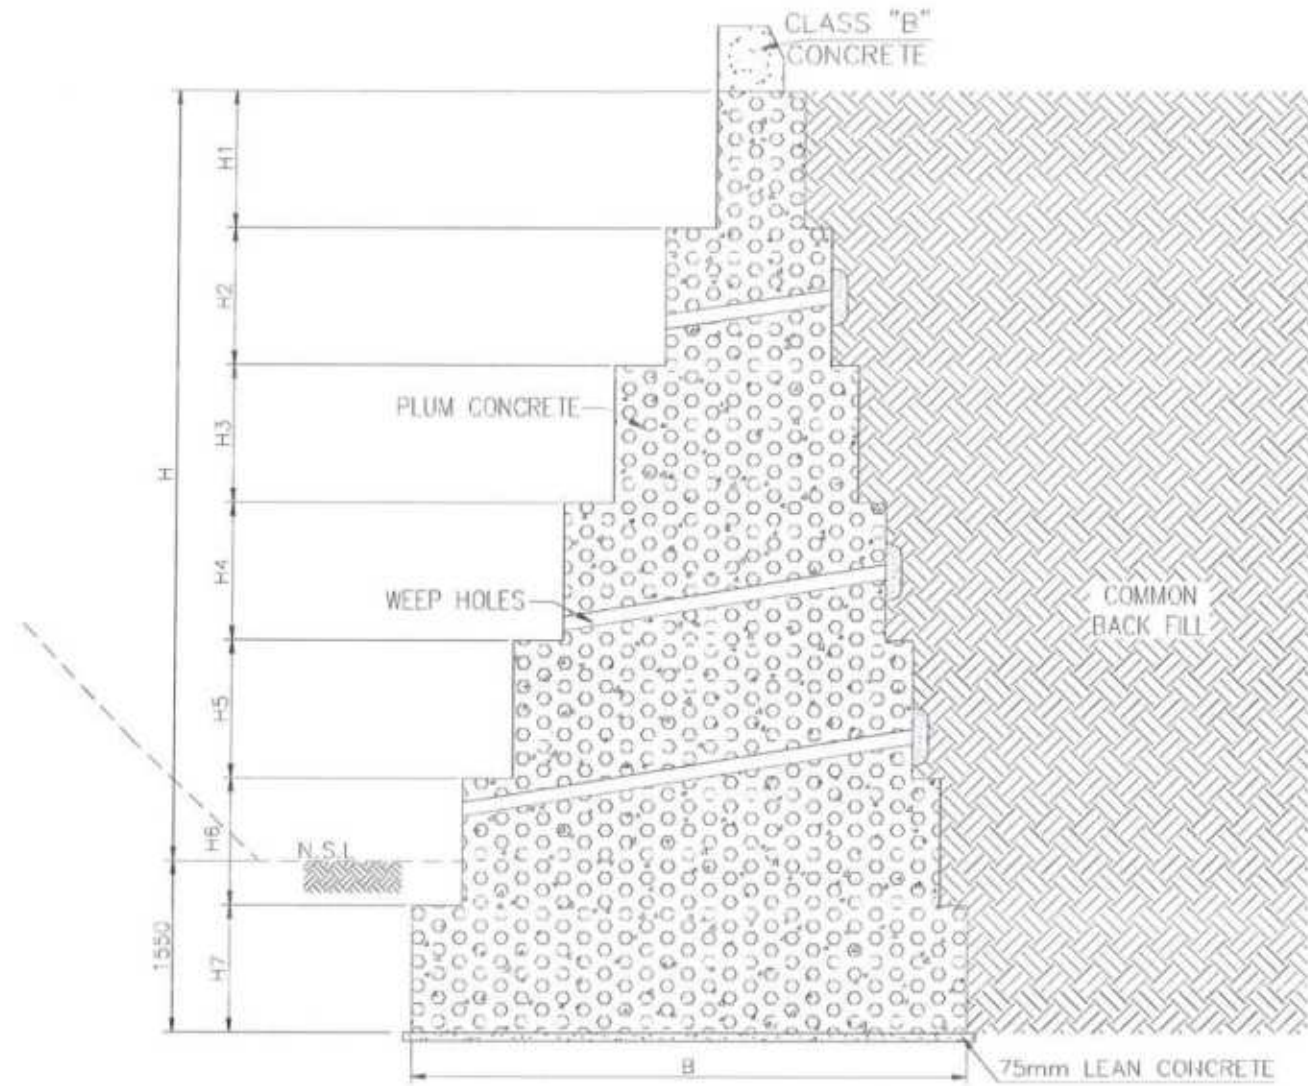 CLASS "B"
CONCRETE
H1
H2
H3
PLUM CONCRETE
H
H4
WEEP HOLES
COMMON
BACK FILL
H5
H6
N.S.L
1550
H7
B
75mm LEAN CONCRETE